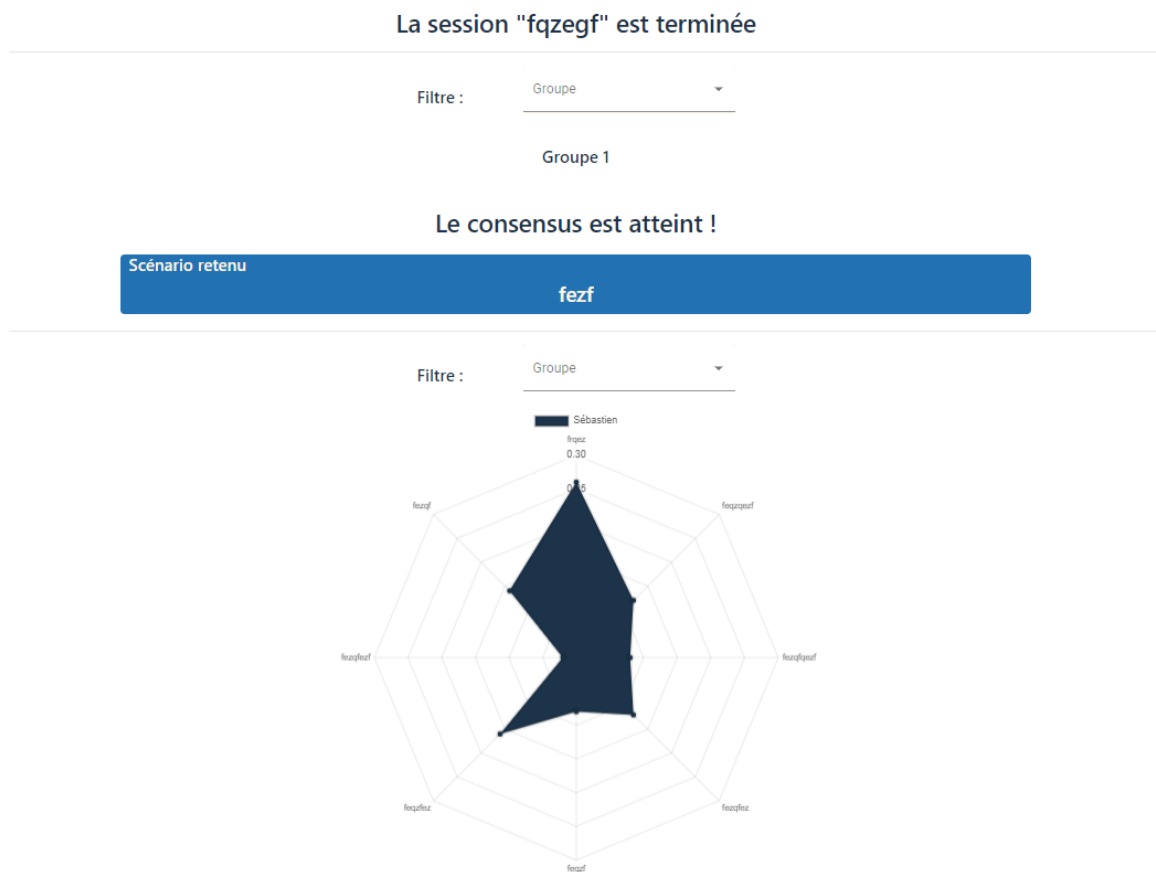 La session "fqzegf" est terminée
Filtre :
Groupe
Groupe 1
Le consensus est atteint !
Scénario retenu
fezf
Filtre :
Groupe
Sébastien
frqez
0.30
fezqf
feqzqezf
fezqfezf
fezqfqezf
feqzfez
fezqfez
feqzf